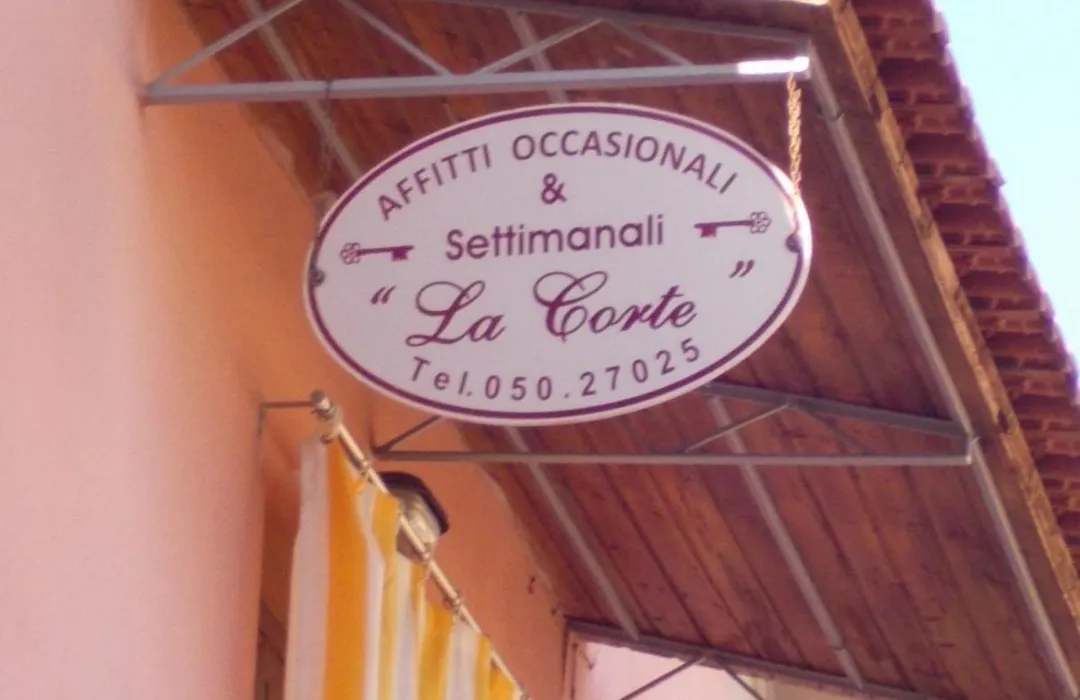 AFFITTI OCCASIONALI
&
Settimanali
“ La Corte ”
Tel. 050.27025